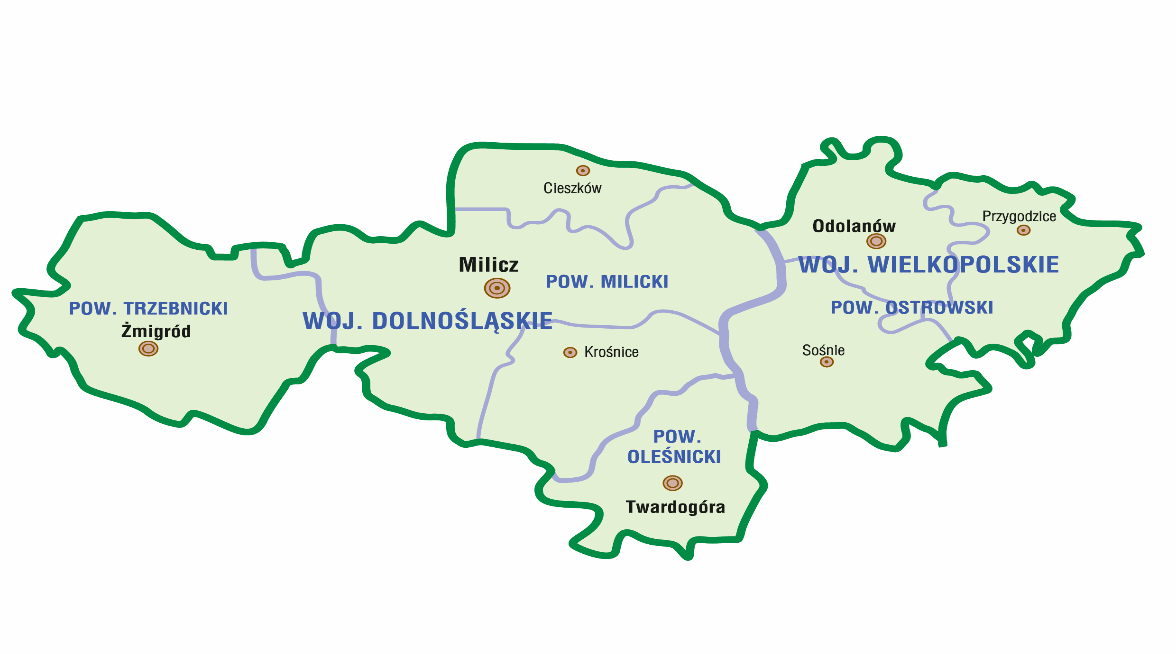 Cieszków
Przygodzice
Odolanów
Milicz
WOJ. WIELKOPOLSKIE
POW. MILICKI
POW. TRZEBNICKI
POW. OSTROWSKI
Żmigród
WOJ. DOLNOŚLĄSKIE
Krośnice
Sośnie
POW.
OLEŚNICKI
Twardogóra